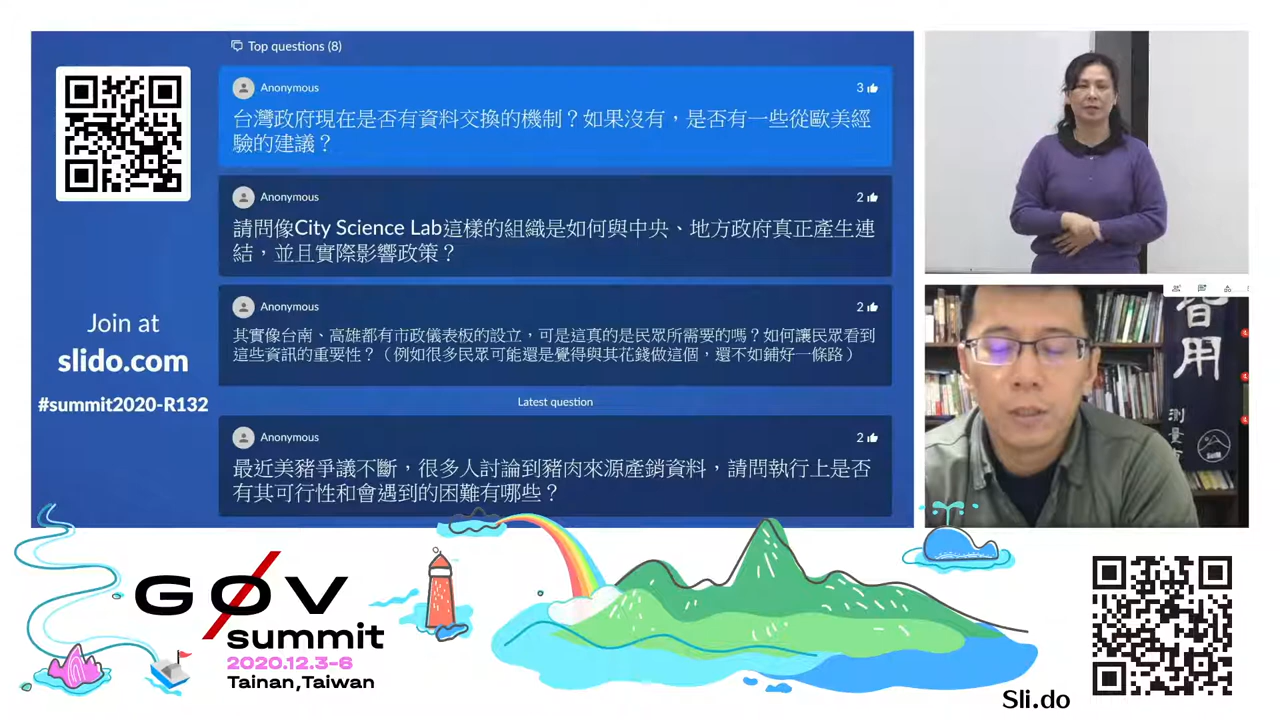 Top questions (8)
Anonymous
3
台灣政府現在是否有資料交換的機制？如果沒有，是否有一些從歐美經
驗的建議？
Anonymous
2
請問像City Science Lab這樣的組織是如何與中央、地方政府真正產生連
結，並且實際影響政策？
Anonymous
2
其實像台南、高雄都有市政儀表板的設立，可是這真的是民眾所需要的嗎？如何讓民眾看到
這些資訊的重要性？（例如很多民眾可能還是覺得與其花錢做這個，還不如鋪好一條路）
Latest question
Anonymous
2
最近美豬爭議不斷，很多人討論到豬肉來源產銷資料，請問執行上是否
有其可行性和會遇到的困難有哪些？
Join at
slido.com
#summit2020-R132
皆
用
測
量
G0V
summit
2020.12.3-6
Tainan,Taiwan
Sli.do